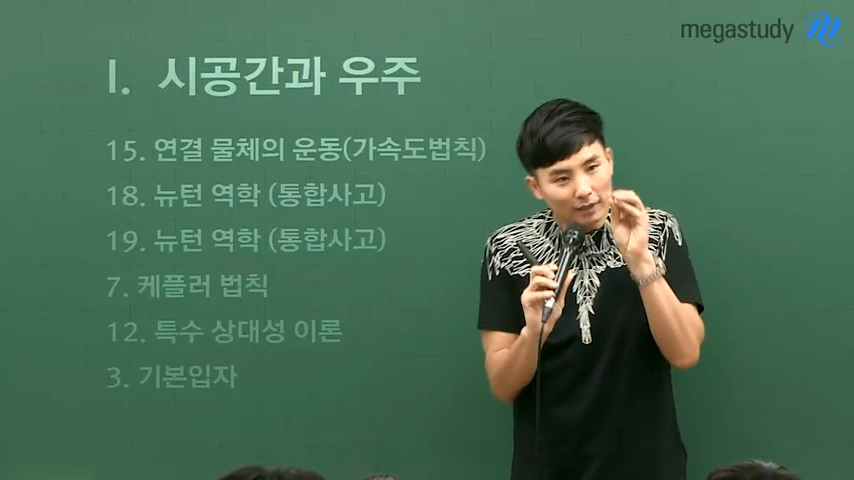 megastudy
I. 시공간과 우주
15. 연결 물체의 운동(가속도법칙)
18. 뉴턴 역학 (통합사고)
19. 뉴턴 역학 (통합사고)
7. 케플러 법칙
12. 특수 상대성 이론
3. 기본입자